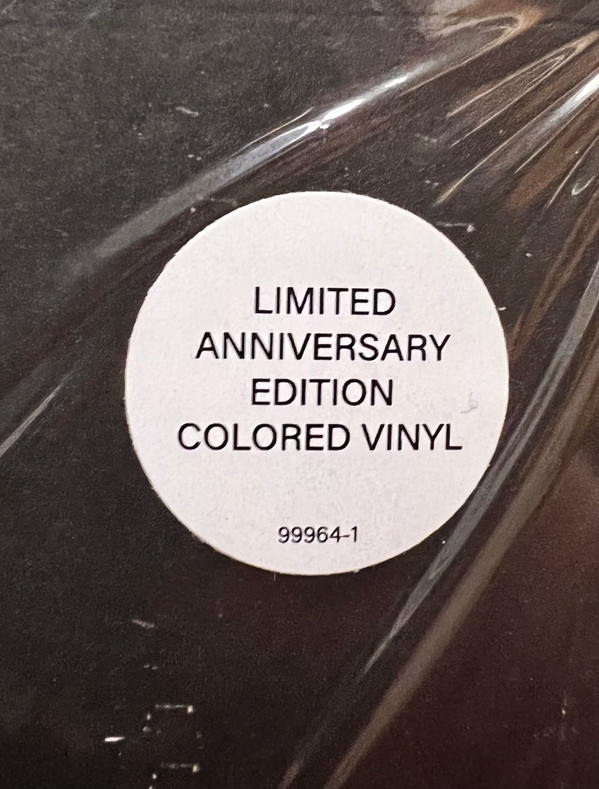 LIMITED
ANNIVERSARY
EDITION
COLORED VINYL
99964-1